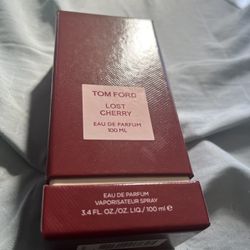 TOM FORD
LOST
CHERRY
EAU DE PARFUM
100 ML
EAU DE PARFUM
VAPORISATEUR SPRAY
3.4 FL. OZ./OZ. LIQ./ 100 ml ℮